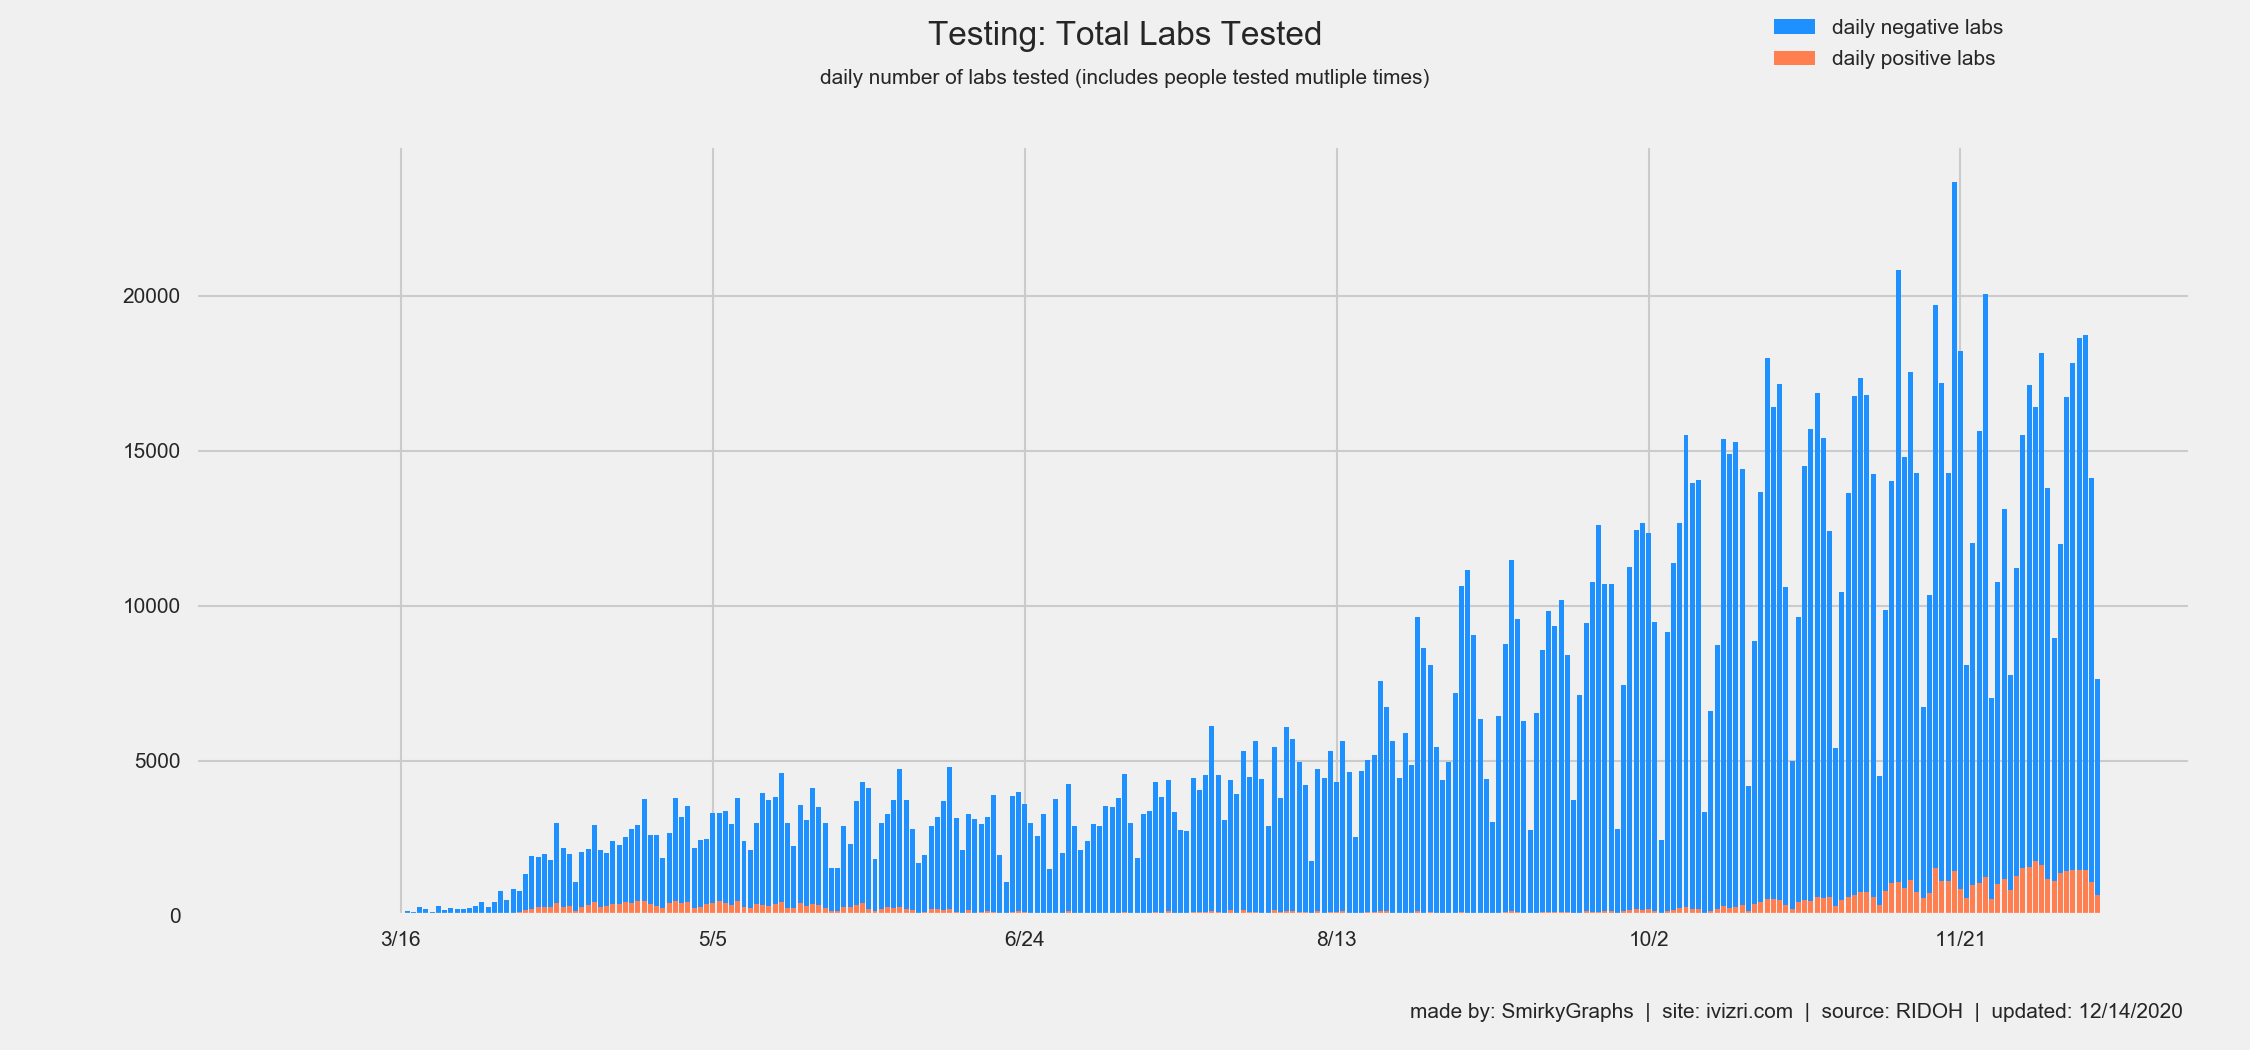 Testing: Total Labs Tested
daily number of labs tested (includes people tested mutliple times)
daily negative labs
daily positive labs
20000
15000
10000
5000
0
3/16 5/5 6/24 8/13 10/2 11/21
made by: SmirkyGraphs | site: ivizri.com | source: RIDOH | updated: 12/14/2020